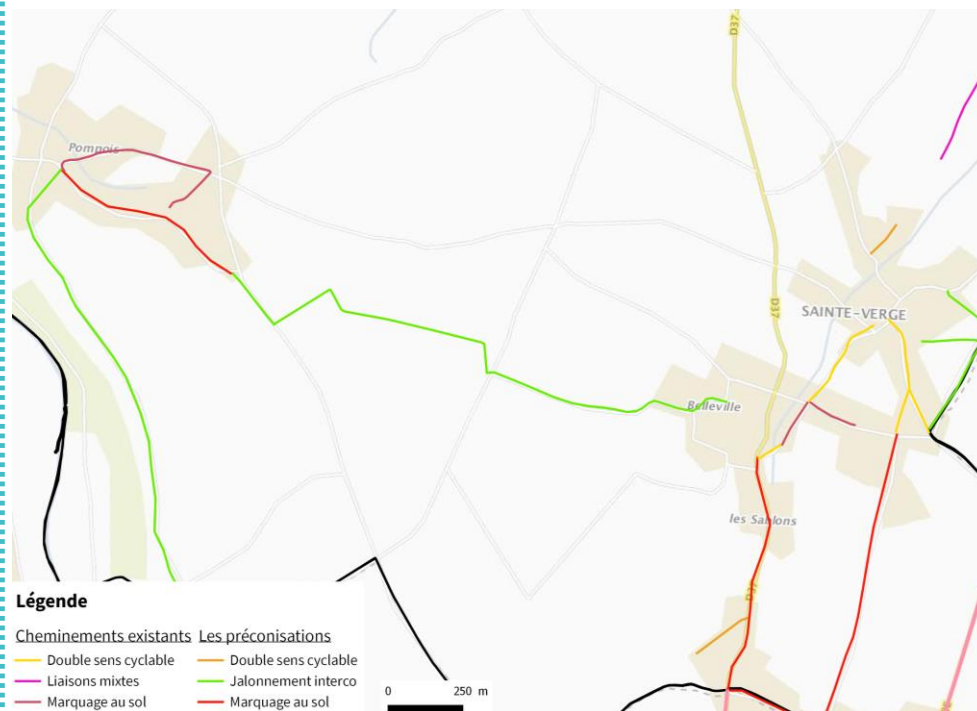 D37
Pompois
D37
SAINTE-VERGE
Belleville
les Sablons
D37
Légende
Cheminements existants Les préconisations
Double sens cyclable Double sens cyclable
Liaisons mixtes Jalonnement interco
Marquage au sol Marquage au sol
0 250 m